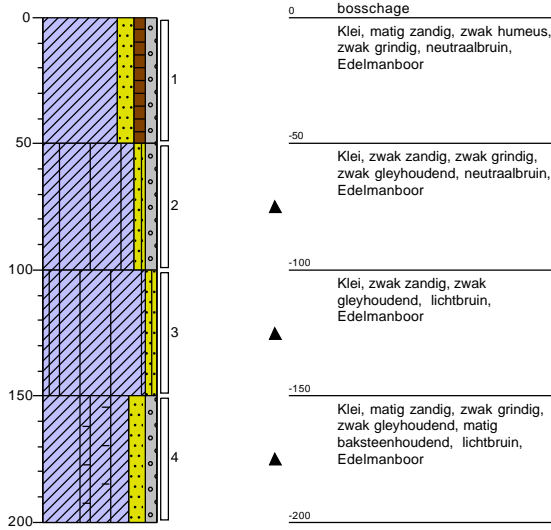 0
bosschage
0
Klei, matig zandig, zwak humeus,
zwak grindig, neutraalbruin,
Edelmanboor
1
50
-50
Klei, zwak zandig, zwak grindig,
zwak gleyhoudend, neutraalbruin,
Edelmanboor
2
100
-100
Klei, zwak zandig, zwak
gleyhoudend, lichtbruin,
Edelmanboor
3
150
-150
Klei, matig zandig, zwak grindig,
zwak gleyhoudend, matig
baksteenhoudend, lichtbruin,
Edelmanboor
4
200
-200